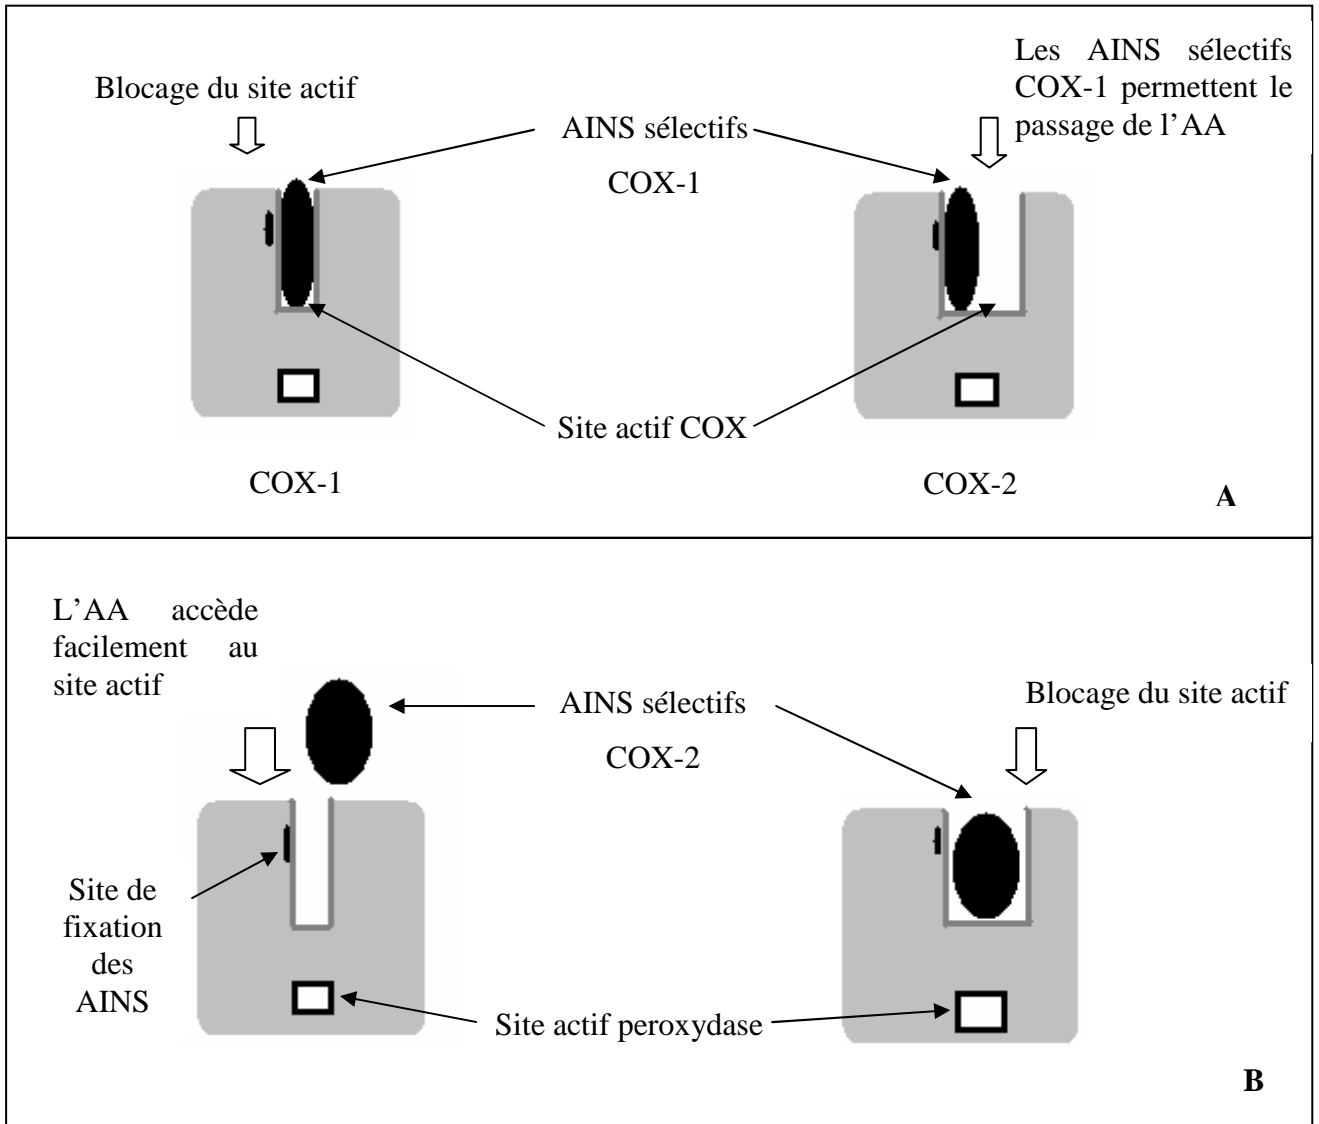 Blocage du site actif
AINS sélectifs
COX-1
Les AINS sélectifs
COX-1 permettent le
passage de l’AA
Site actif COX
COX-1
COX-2
A
L’AA accède
facilement au
site actif
AINS sélectifs
COX-2
Blocage du site actif
Site de
fixation
des
AINS
Site actif peroxydase
B